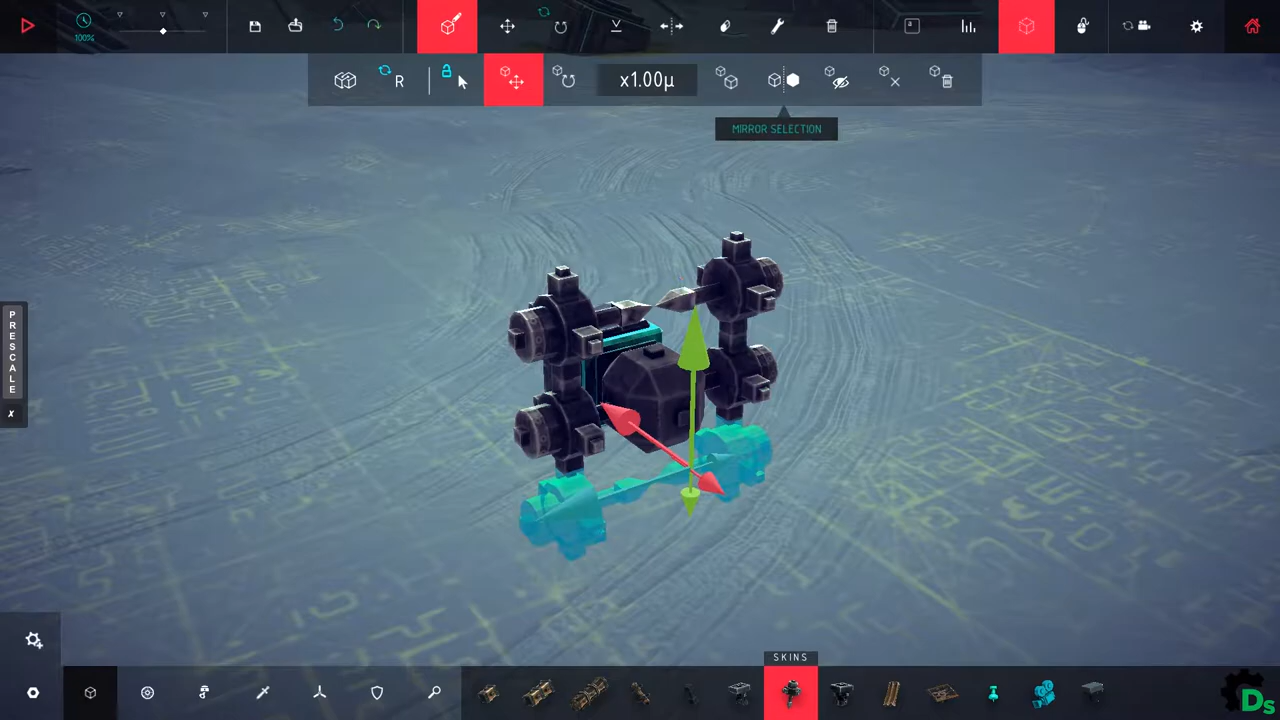 100%
R
x1.00µ
MIRROR SELECTION
PRESCALE
x
SKINS
Ds